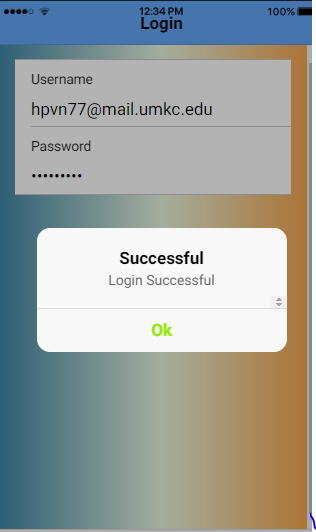 12:34 PM
100%
Login
Username
hpvn77@mail.umkc.edu
Password
•••••••••
Successful
Login Successful
Ok